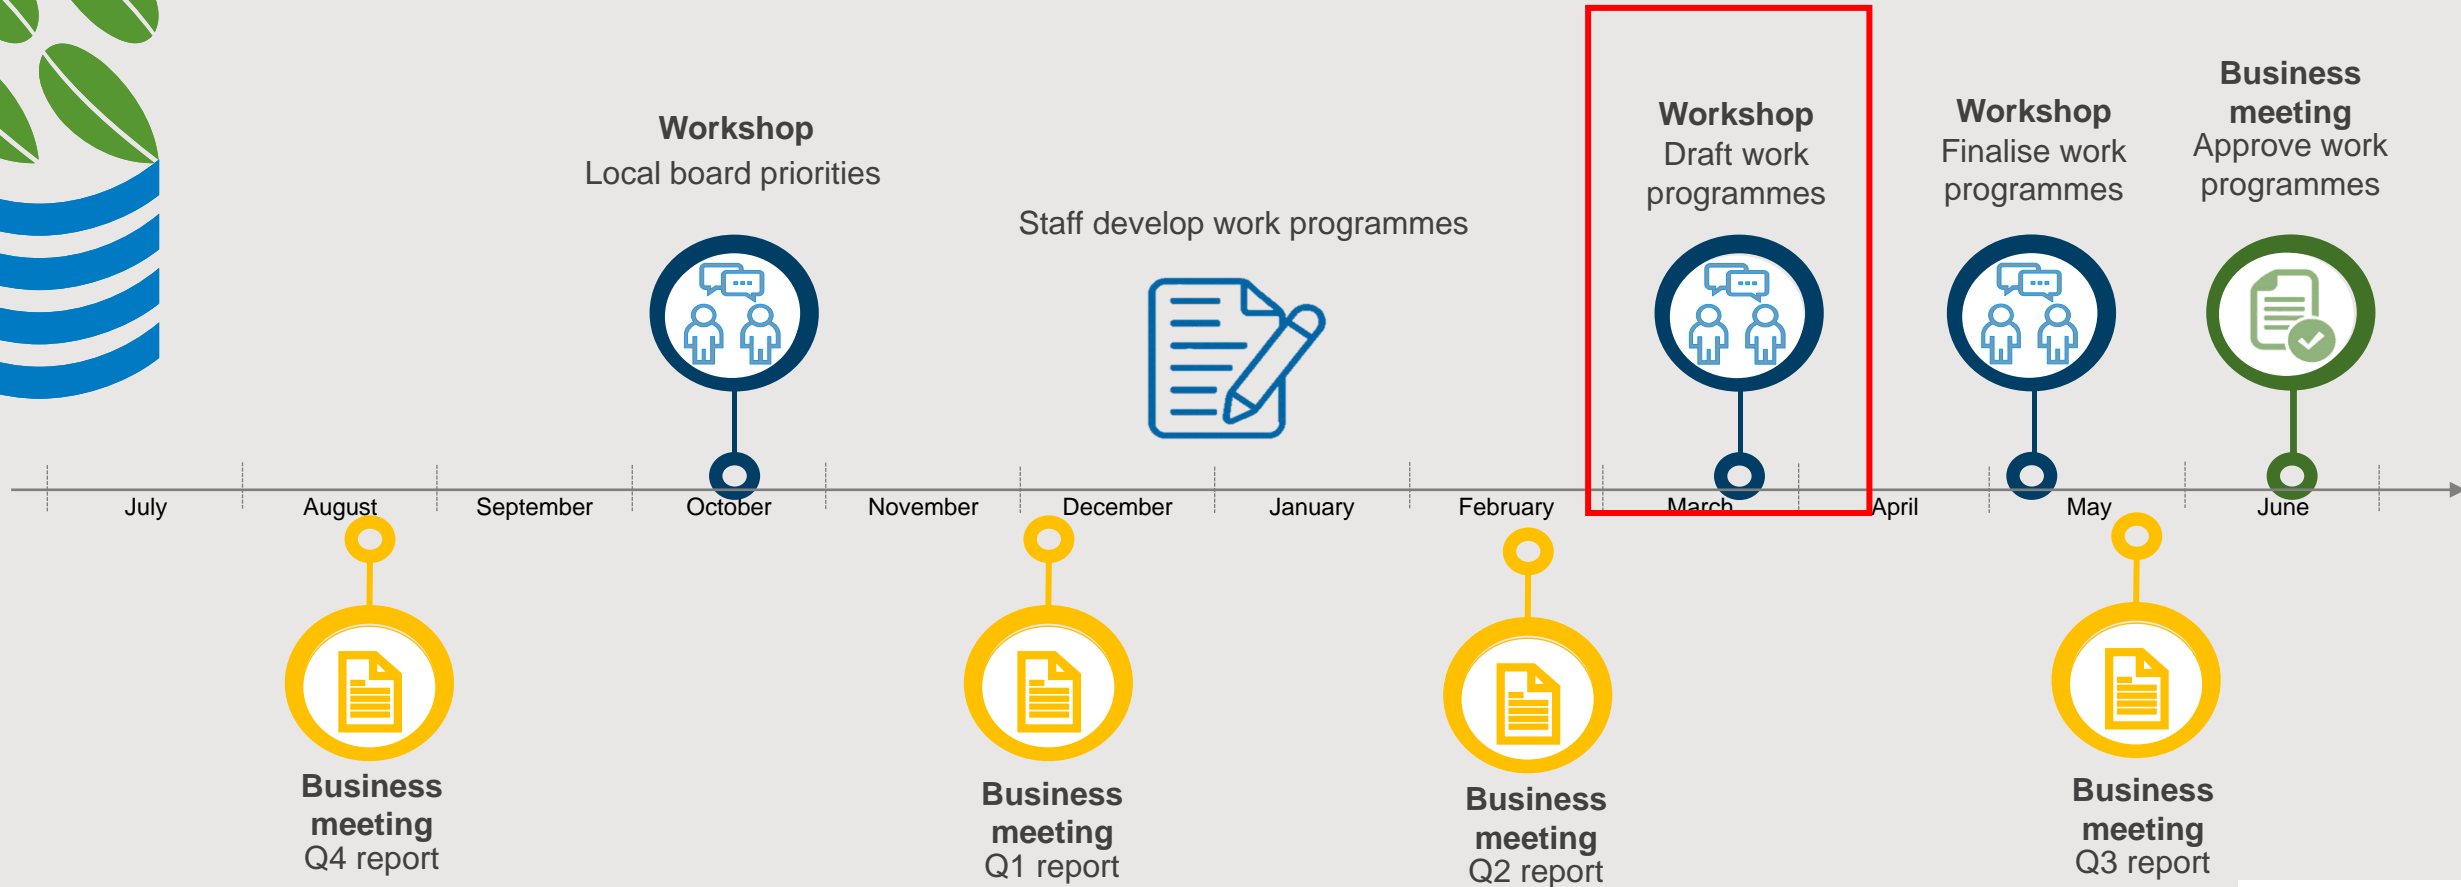 Workshop
Local board priorities
Staff develop work programmes
Workshop
Draft work
programmes
Workshop
Finalise work
programmes
Business
meeting
Approve work
programmes
July
August
September
October
November
December
January
February
March
April
May
June
Business
meeting
Q4 report
Business
meeting
Q1 report
Business
meeting
Q2 report
Business
meeting
Q3 report